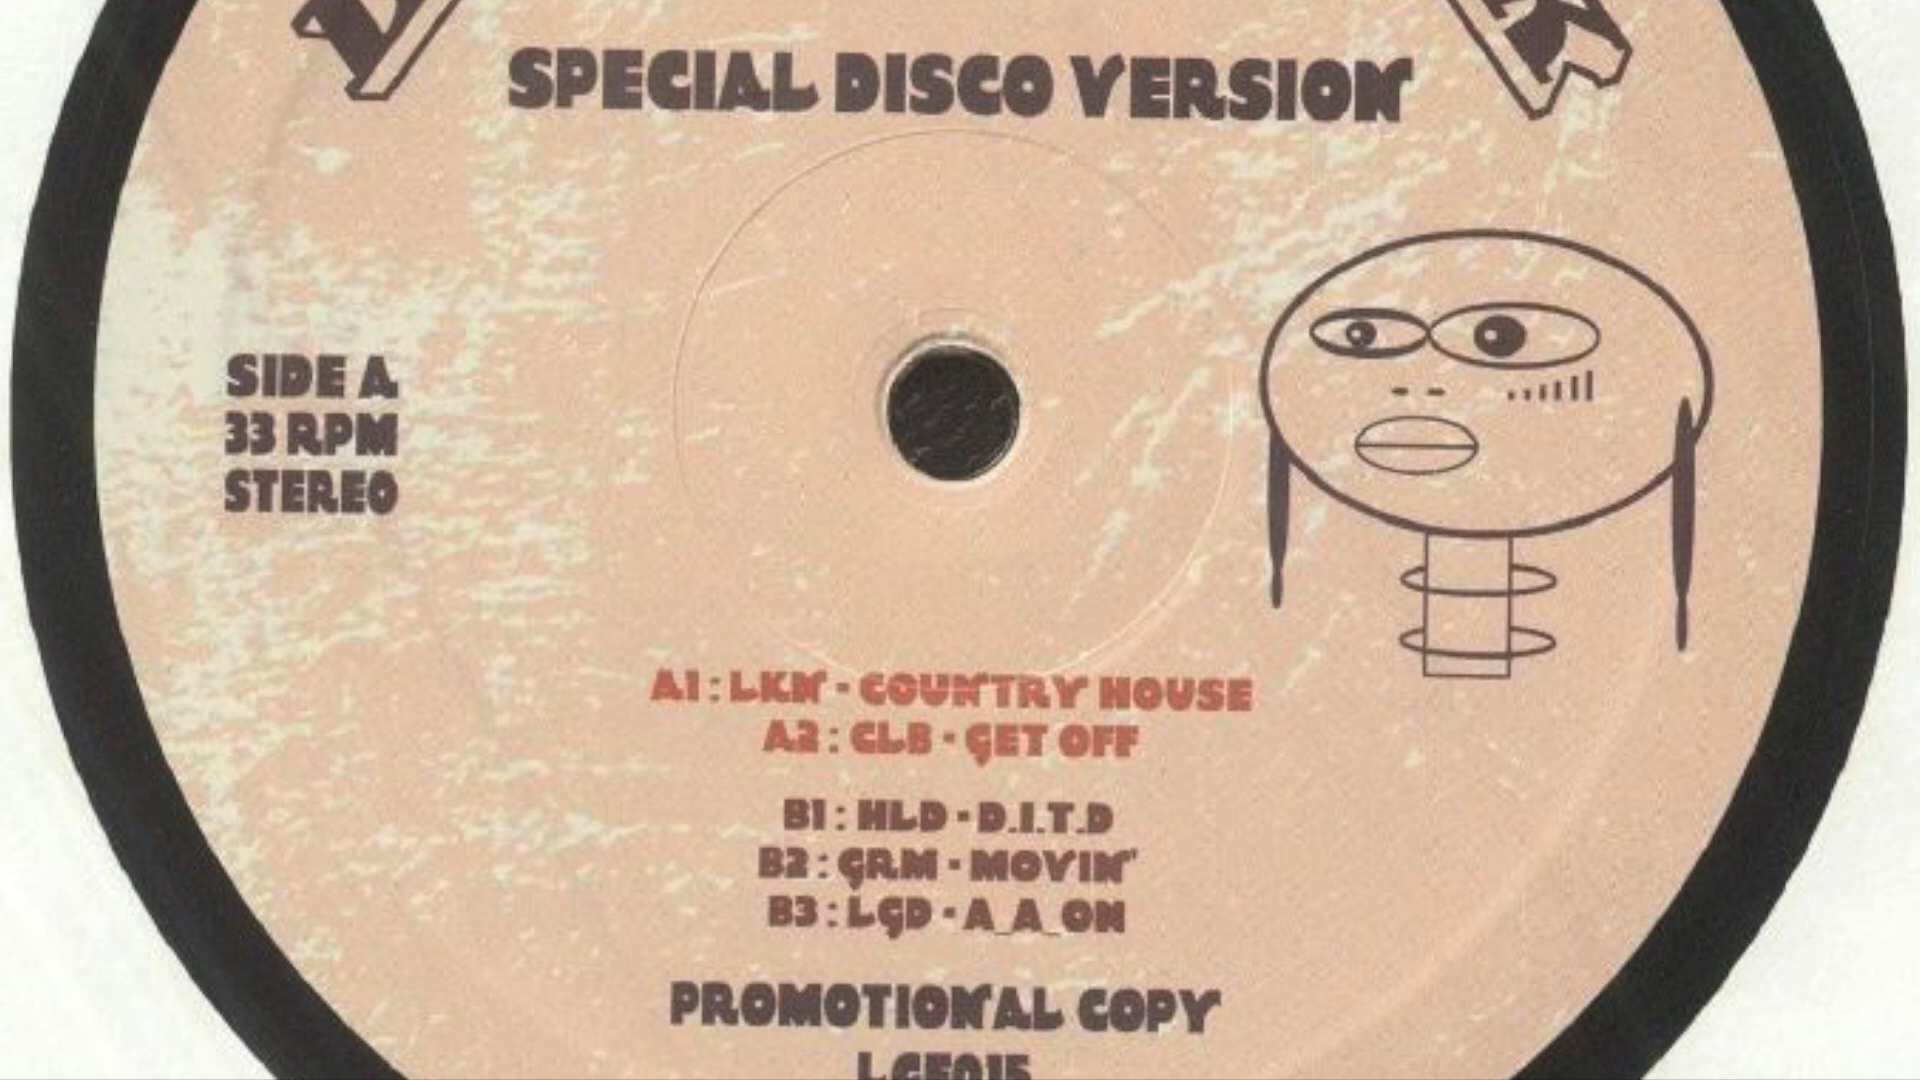 SPECIAL DISCO VERSION
SIDE A
33 RPM
STEREO
A1 : LKN - COUNTRY HOUSE
A2 : CLB - GET OFF
B1 : HLD - D.I.T.D
B2 : GRM - MOVIN'
B3 : LGD - A_A_ON
PROMOTIONAL COPY